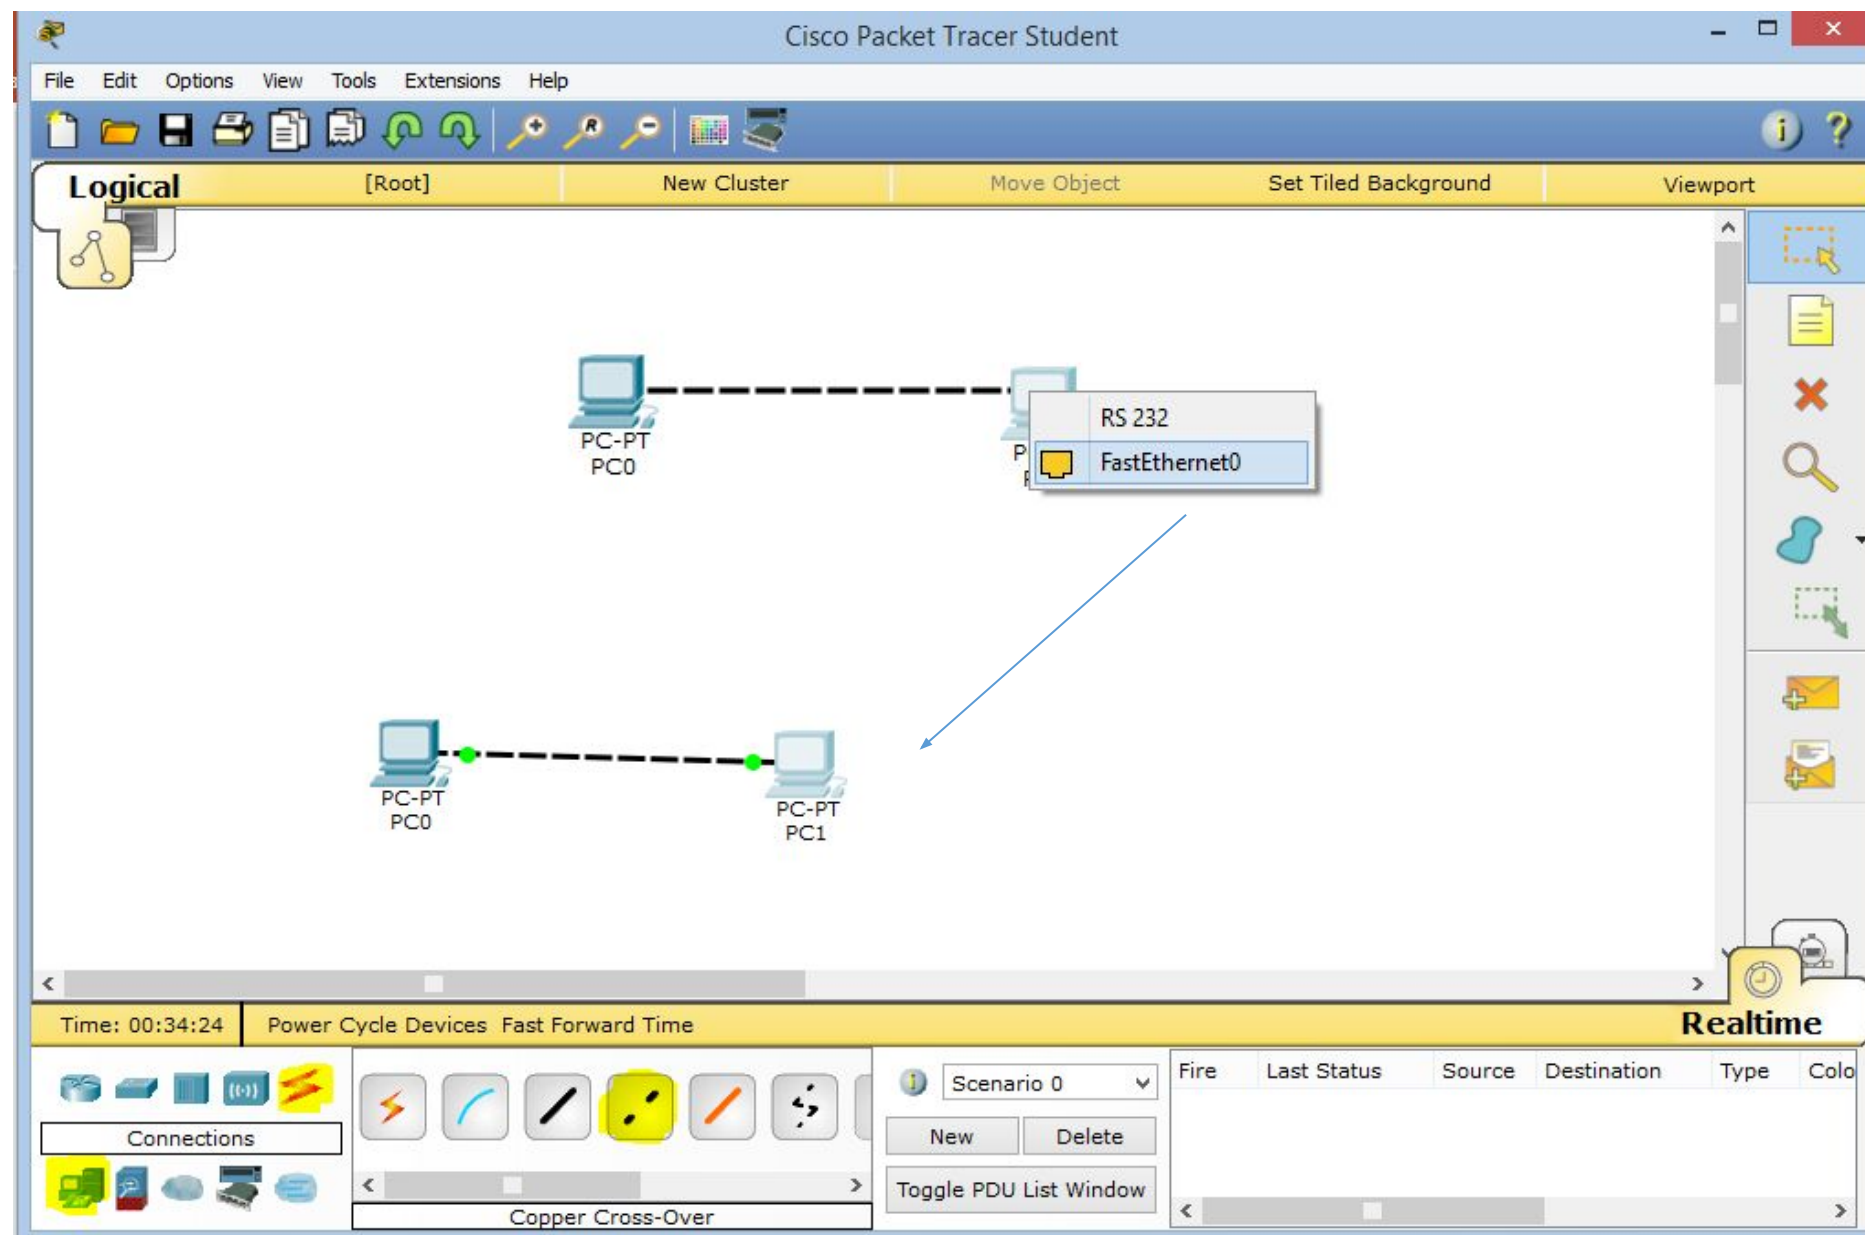 Cisco Packet Tracer Student
File Edit Options View Tools Extensions Help
Logical [Root] New Cluster Move Object Set Tiled Background Viewport
RS 232
FastEthernet0
PC-PT
PC0
PC-PT
PC0
PC-PT
PC1
Time: 00:34:24 Power Cycle Devices Fast Forward Time Realtime
Connections
Copper Cross-Over
Scenario 0
New Delete
Toggle PDU List Window
Fire Last Status Source Destination Type Colo